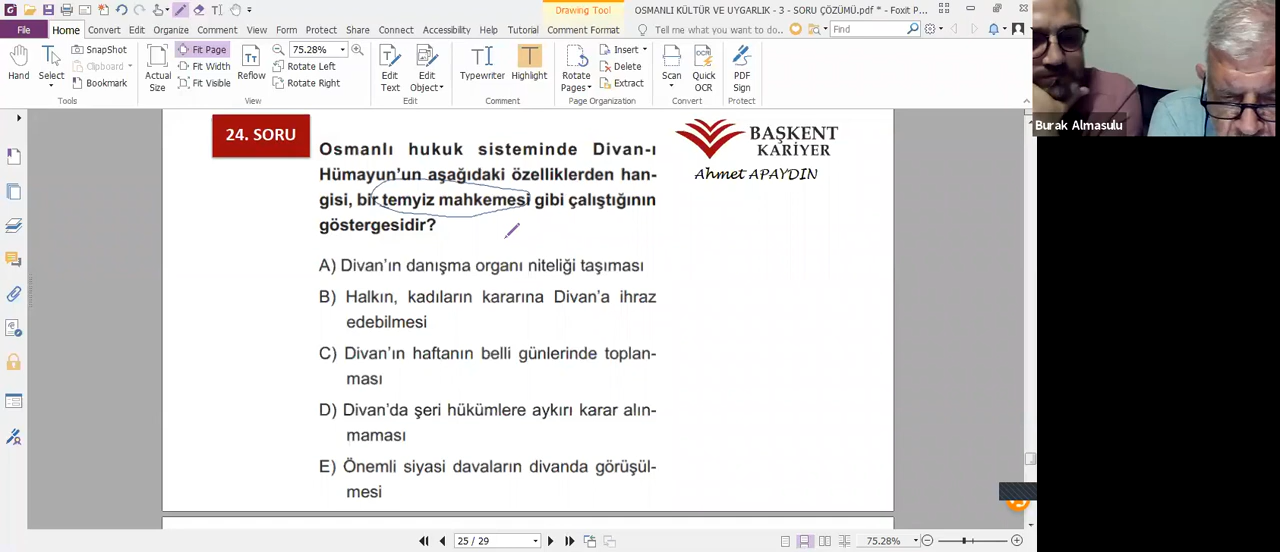 Drawing Tool
OSMANLI KÜLTÜR VE UYGARLIK - 3 - SORU ÇÖZÜMÜ.pdf * - Foxit P...
File Home Convert Edit Organize Comment View Form Protect Share Connect Accessibility Help Tutorial Comment Format Tell me what you want to do... Find
Hand
Select
SnapShot
Clipboard
Bookmark
Tools
Actual Size
Fit Page
Fit Width
Fit Visible
Reflow
75.28%
Rotate Left
Rotate Right
View
Edit Text
Edit Object
Edit
Typewriter
Highlight
Comment
Rotate Pages
Insert
Delete
Extract
Page Organization
Scan
Quick OCR
Convert
PDF Sign
Protect
Burak Almasulu
24. SORU
BAŞKENT
KARİYER
Ahmet APAYDIN
Osmanlı hukuk sisteminde Divan-ı
Hümayun'un aşağıdaki özelliklerden han-
gisi, bir temyiz mahkemesi gibi çalıştığının
göstergesidir?
A) Divan'ın danışma organı niteliği taşıması
B) Halkın, kadıların kararına Divan'a ihraz
edebilmesi
C) Divan'ın haftanın belli günlerinde toplan-
ması
D) Divan'da şeri hükümlere aykırı karar alın-
maması
E) Önemli siyasi davaların divanda görüşül-
mesi
25 / 29
75.28%